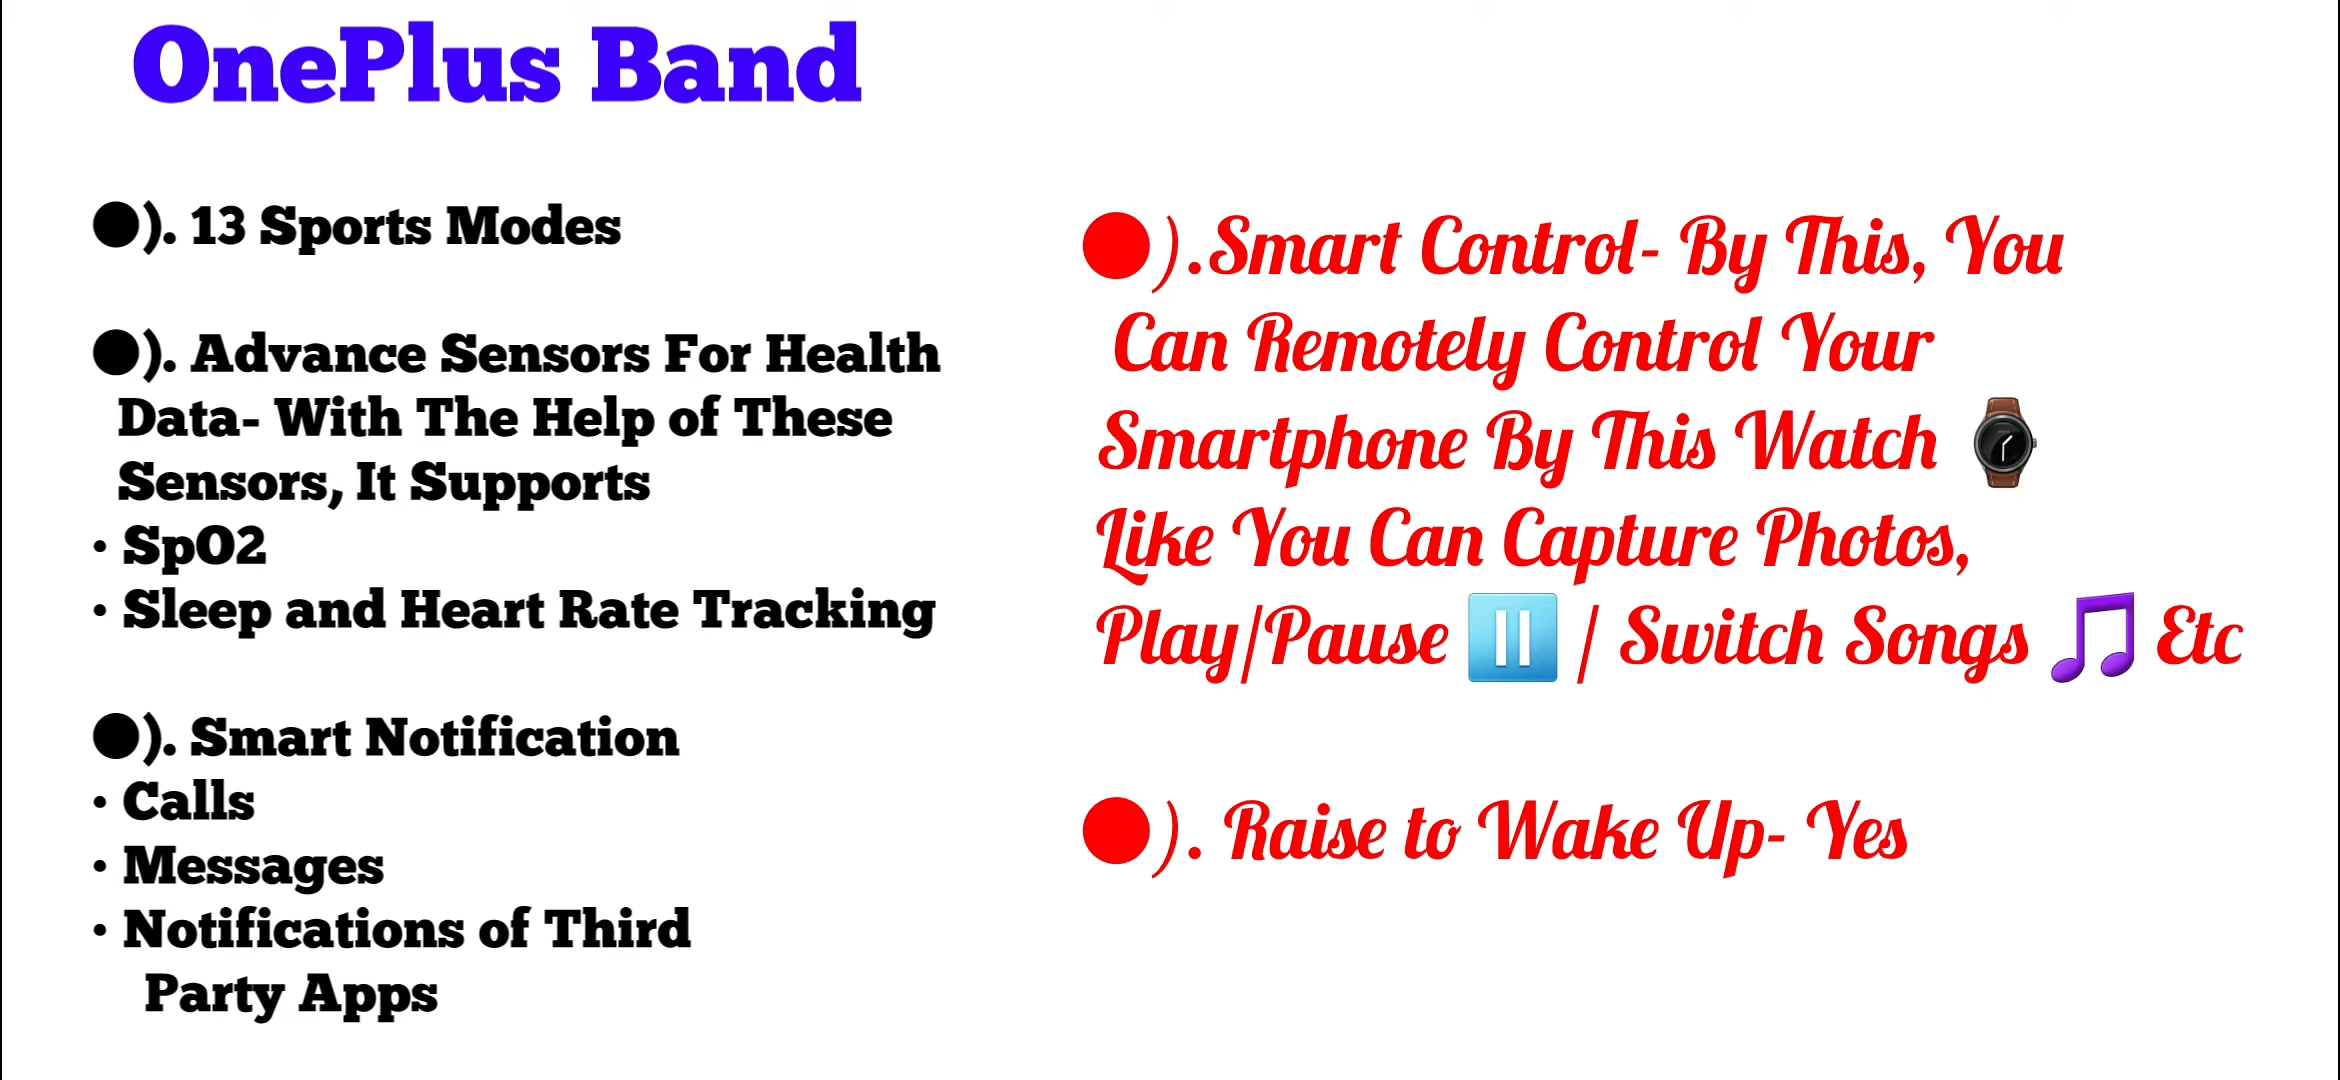 OnePlus Band
●). 13 Sports Modes
●). Advance Sensors For Health
Data- With The Help of These
Sensors, It Supports
• SpO2
• Sleep and Heart Rate Tracking
●). Smart Notification
• Calls
• Messages
• Notifications of Third
Party Apps
●).Smart Control- By This, You
Can Remotely Control Your
Smartphone By This Watch ⌚
Like You Can Capture Photos,
Play/Pause ⏸ / Switch Songs 🎵 Etc
●). Raise to Wake Up- Yes